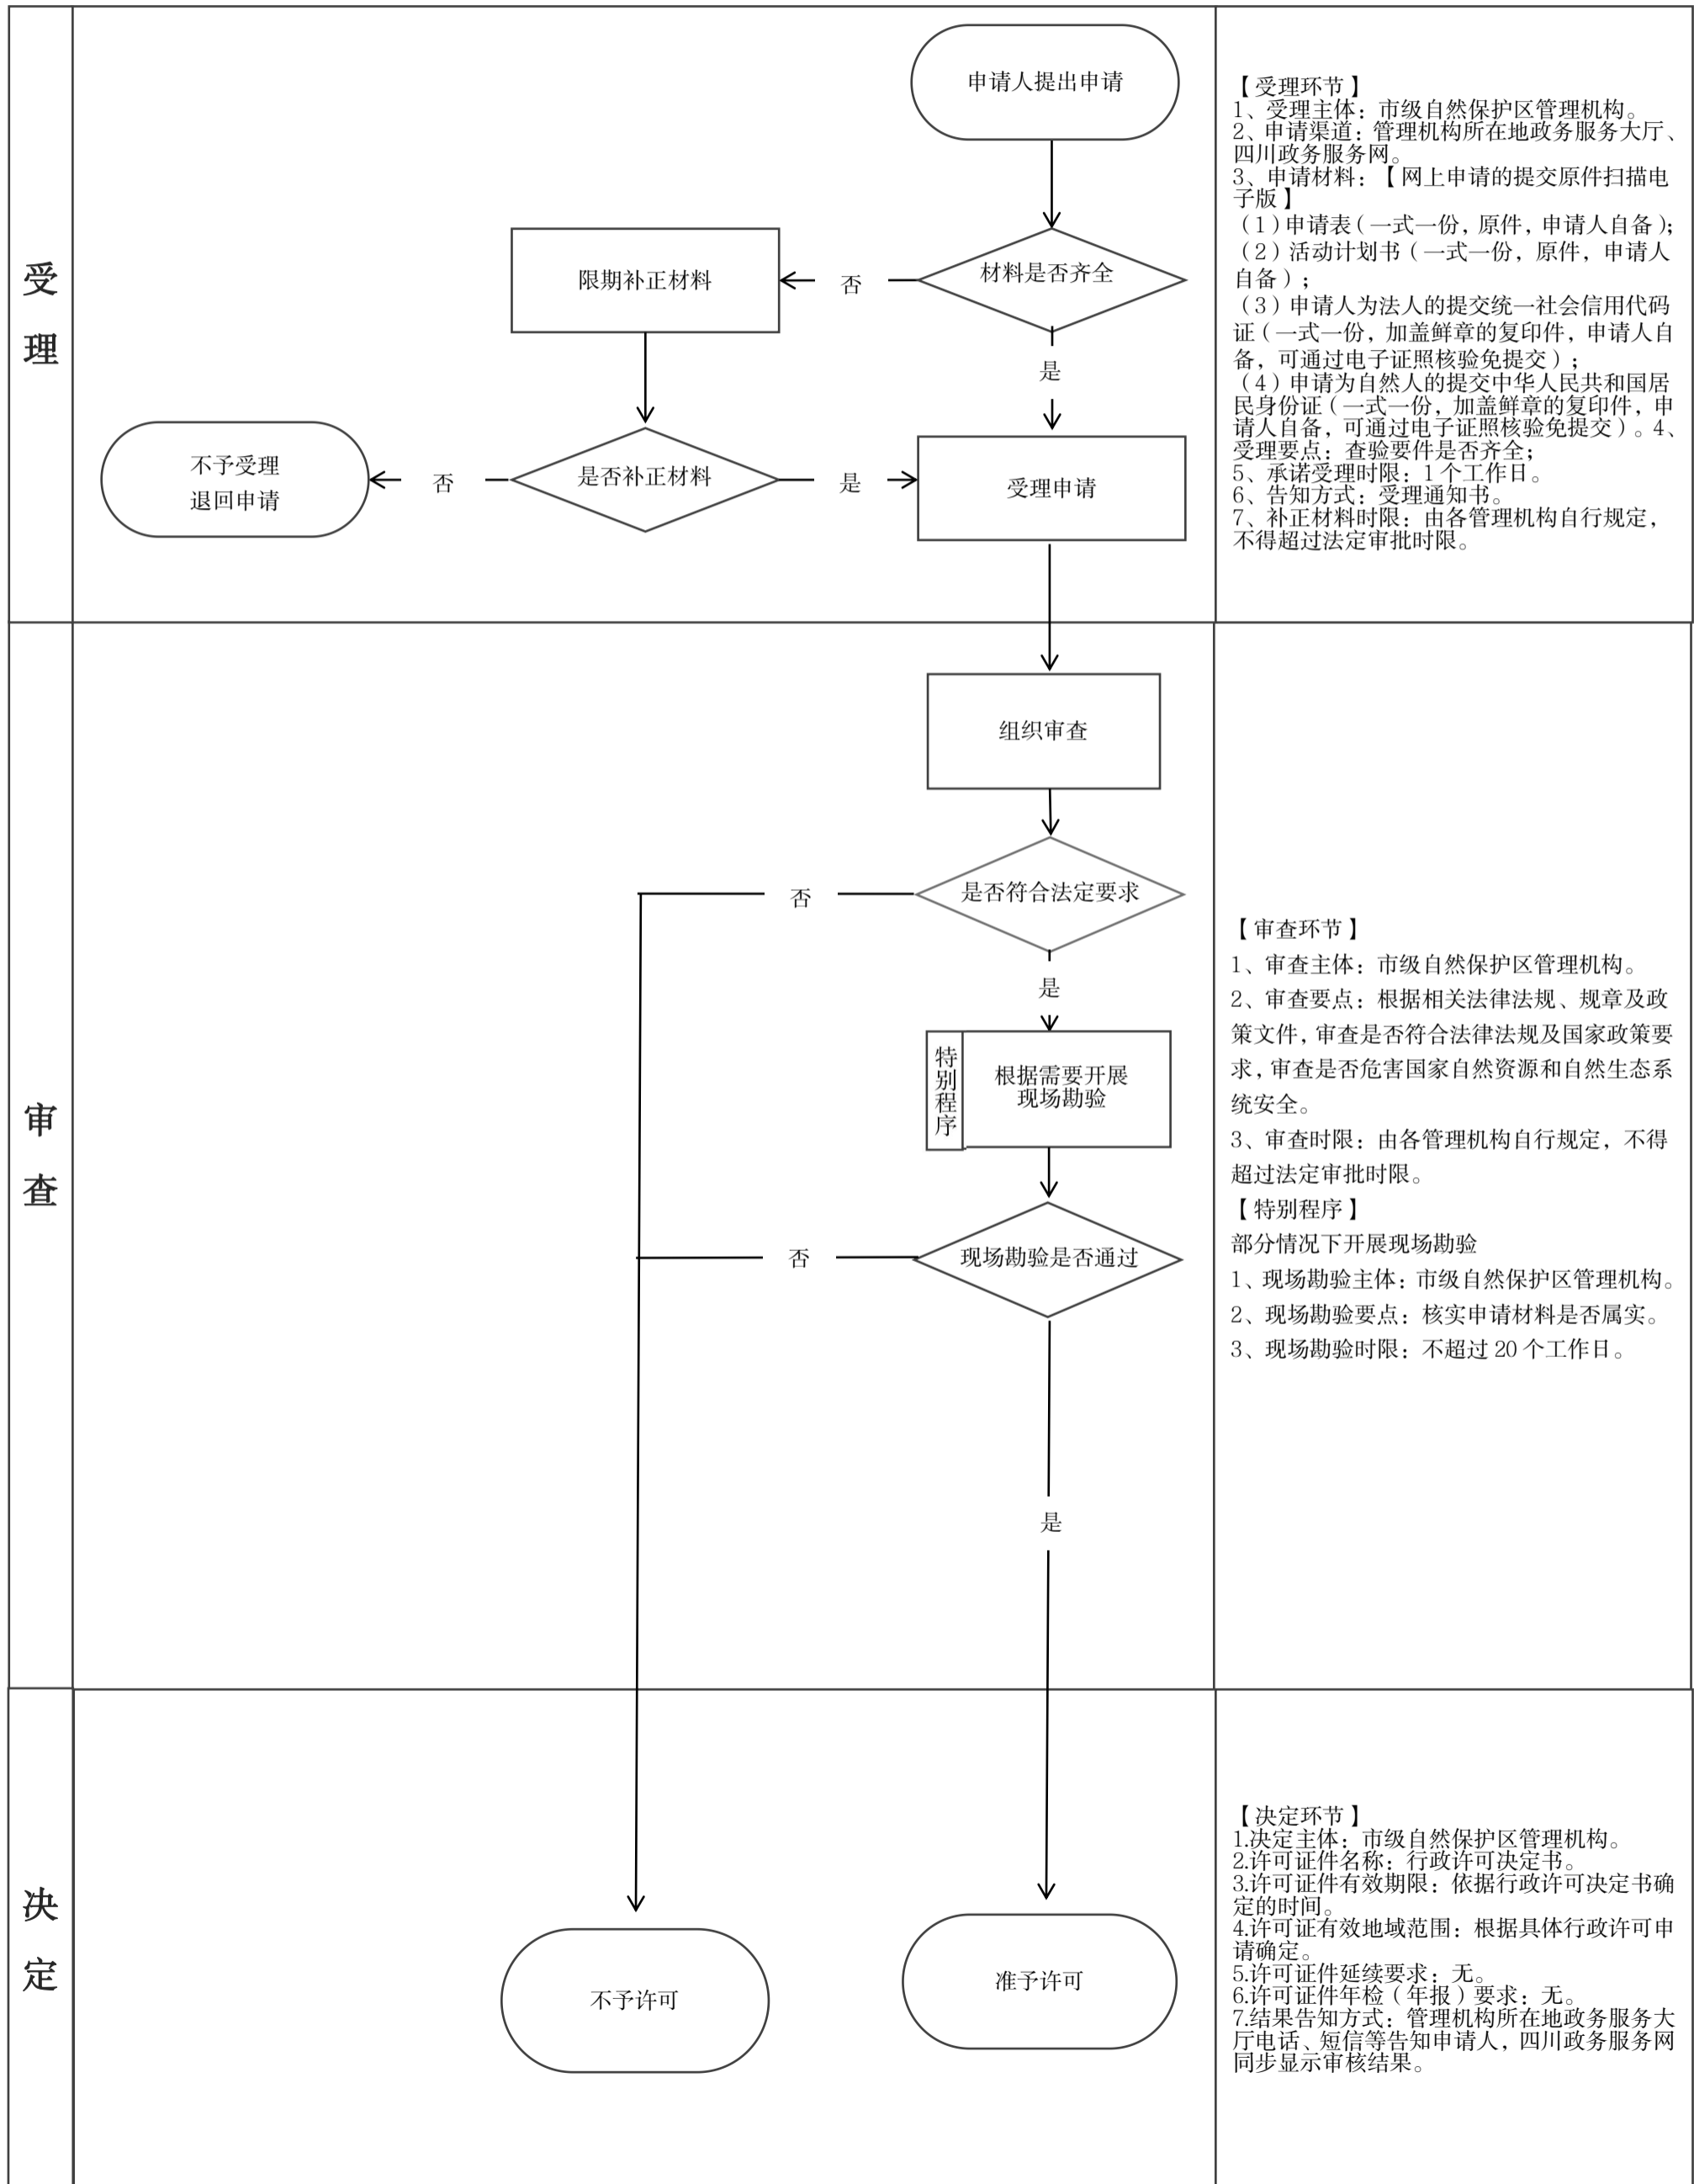 受
理
申请人提出申请
材料是否齐全
否
限期补正材料
是
是否补正材料
否
不予受理
退回申请
是
受理申请
【受理环节】
1、受理主体：市级自然保护区管理机构。
2、申请渠道：管理机构所在地政务服务大厅、
四川政务服务网。
3、申请材料：【网上申请的提交原件扫描电
子版】
（1）申请表（一式一份，原件，申请人自备）；
（2）活动计划书（一式一份，原件，申请人
自备）；
（3）申请人为法人的提交统一社会信用代码
证（一式一份，加盖鲜章的复印件，申请人自
备，可通过电子证照核验免提交）；
（4）申请为自然人的提交中华人民共和国居
民身份证（一式一份，加盖鲜章的复印件，申
请人自备，可通过电子证照核验免提交）。4、
受理要点：查验要件是否齐全；
5、承诺受理时限：1个工作日。
6、告知方式：受理通知书。
7、补正材料时限：由各管理机构自行规定，
不得超过法定审批时限。
审
查
组织审查
是否符合法定要求
否
是
特别程序
根据需要开展
现场勘验
现场勘验是否通过
否
是
【审查环节】
1、审查主体：市级自然保护区管理机构。
2、审查要点：根据相关法律法规、规章及政
策文件，审查是否符合法律法规及国家政策要
求，审查是否危害国家自然资源和自然生态系
统安全。
3、审查时限：由各管理机构自行规定，不得
超过法定审批时限。
【特别程序】
部分情况下开展现场勘验
1、现场勘验主体：市级自然保护区管理机构。
2、现场勘验要点：核实申请材料是否属实。
3、现场勘验时限：不超过 20 个工作日。
决
定
不予许可
准予许可
【决定环节】
1.决定主体：市级自然保护区管理机构。
2.许可证件名称：行政许可决定书。
3.许可证件有效期限：依据行政许可决定书确
定的时间。
4.许可证有效地域范围：根据具体行政许可申
请确定。
5.许可证件延续要求：无。
6.许可证件年检（年报）要求：无。
7.结果告知方式：管理机构所在地政务服务大
厅电话、短信等告知申请人，四川政务服务网
同步显示审核结果。